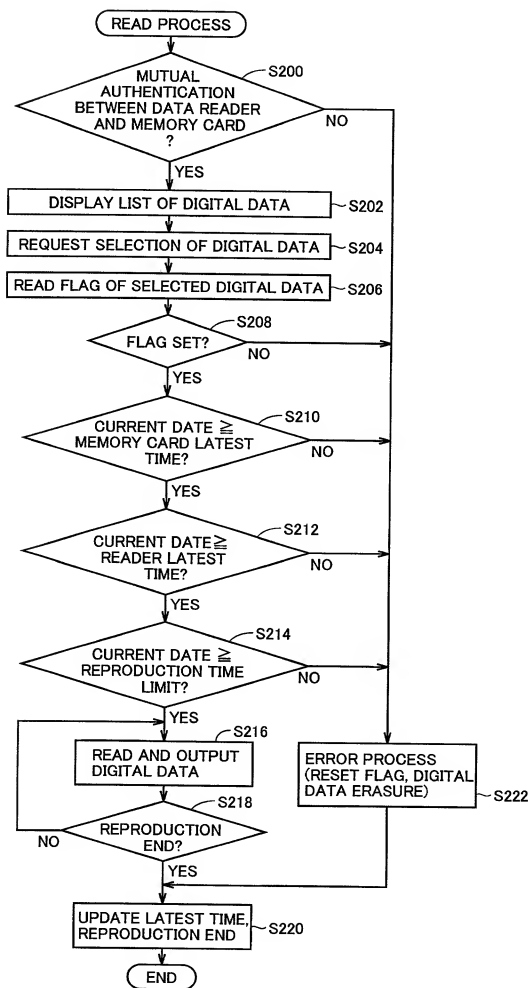 READ PROCESS
S200
MUTUAL
AUTHENTICATION
BETWEEN DATA READER
AND MEMORY CARD
?
NO
YES
DISPLAY LIST OF DIGITAL DATA
S202
REQUEST SELECTION OF DIGITAL DATA
S204
READ FLAG OF SELECTED DIGITAL DATA
S206
S208
FLAG SET?
NO
YES
S210
CURRENT DATE ≧
MEMORY CARD LATEST
TIME?
NO
YES
S212
CURRENT DATE≧
READER LATEST
TIME?
NO
YES
S214
CURRENT DATE ≧
REPRODUCTION TIME
LIMIT?
NO
YES
S216
READ AND OUTPUT
DIGITAL DATA
ERROR PROCESS
(RESET FLAG, DIGITAL
DATA ERASURE)
S222
S218
REPRODUCTION
END?
NO
YES
UPDATE LATEST TIME,
REPRODUCTION END
S220
END